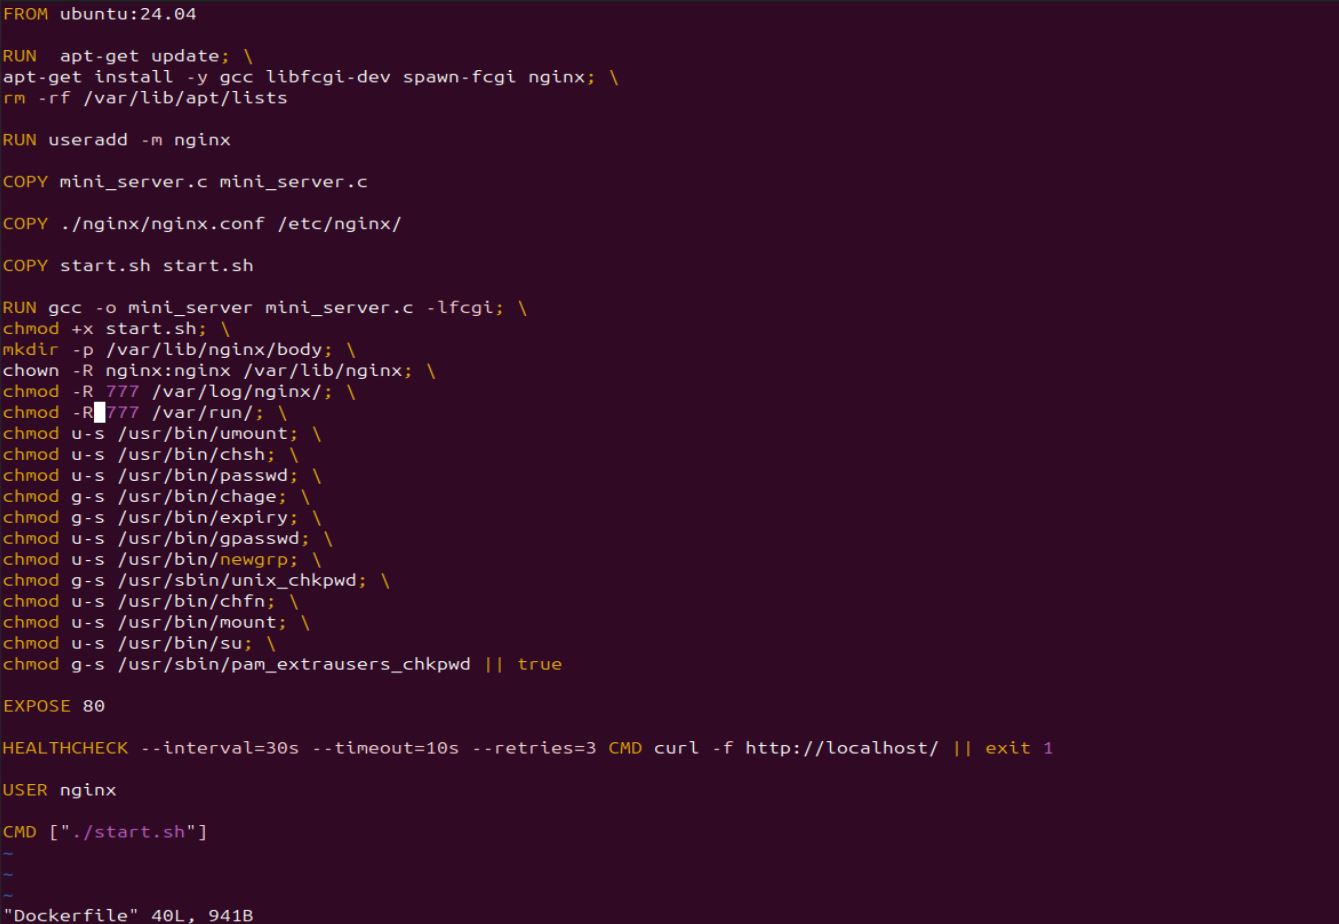 FROM ubuntu:24.04
RUN  apt-get update; \
apt-get install -y gcc libfcgi-dev spawn-fcgi nginx; \
rm -rf /var/lib/apt/lists
RUN useradd -m nginx
COPY mini_server.c mini_server.c
COPY ./nginx/nginx.conf /etc/nginx/
COPY start.sh start.sh
RUN gcc -o mini_server mini_server.c -lfcgi; \
chmod +x start.sh; \
mkdir -p /var/lib/nginx/body; \
chown -R nginx:nginx /var/lib/nginx; \
chmod -R 777 /var/log/nginx/; \
chmod -R 777 /var/run/; \
chmod u-s /usr/bin/umount; \
chmod u-s /usr/bin/chsh; \
chmod u-s /usr/bin/passwd; \
chmod g-s /usr/bin/chage; \
chmod g-s /usr/bin/expiry; \
chmod u-s /usr/bin/gpasswd; \
chmod u-s /usr/bin/newgrp; \
chmod g-s /usr/sbin/unix_chkpwd; \
chmod u-s /usr/bin/chfn; \
chmod u-s /usr/bin/mount; \
chmod u-s /usr/bin/su; \
chmod g-s /usr/sbin/pam_extrausers_chkpwd || true
EXPOSE 80
HEALTHCHECK --interval=30s --timeout=10s --retries=3 CMD curl -f http://localhost/ || exit 1
USER nginx
CMD ["./start.sh"]
~
~
~
"Dockerfile" 40L, 941B